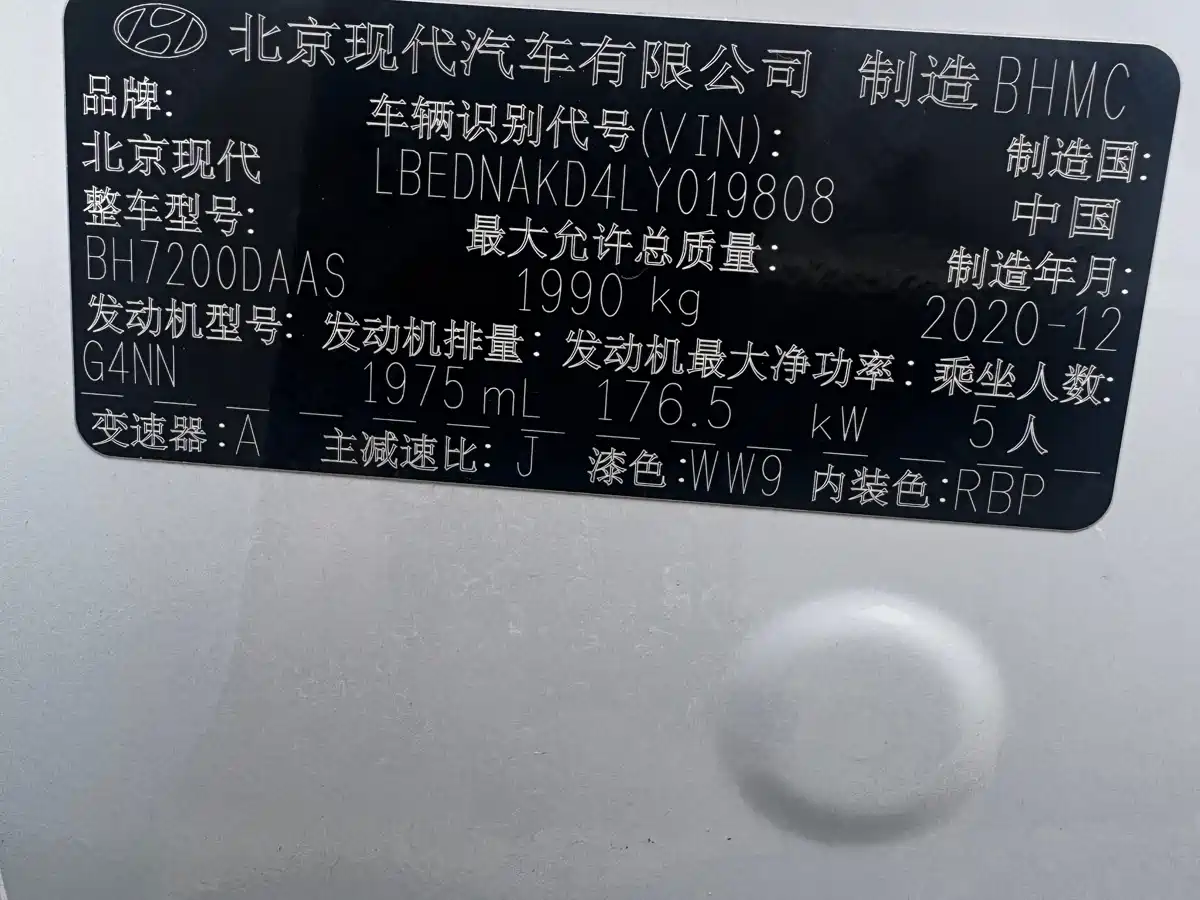 北京现代汽车有限公司 制造 BHMC
品牌: 车辆识别代号(VIN): 制造国:
北京现代 LBEDNAKD4LY019808 中国
整车型号: 最大允许总质量: 制造年月:
BH7200DAAS 1990 kg 2020-12
发动机型号: 发动机排量: 发动机最大净功率: 乘坐人数:
G4NN 1975 mL 176.5 kW 5 人
变速器:A 主减速比: J 漆色:WW9 内装色:RBP